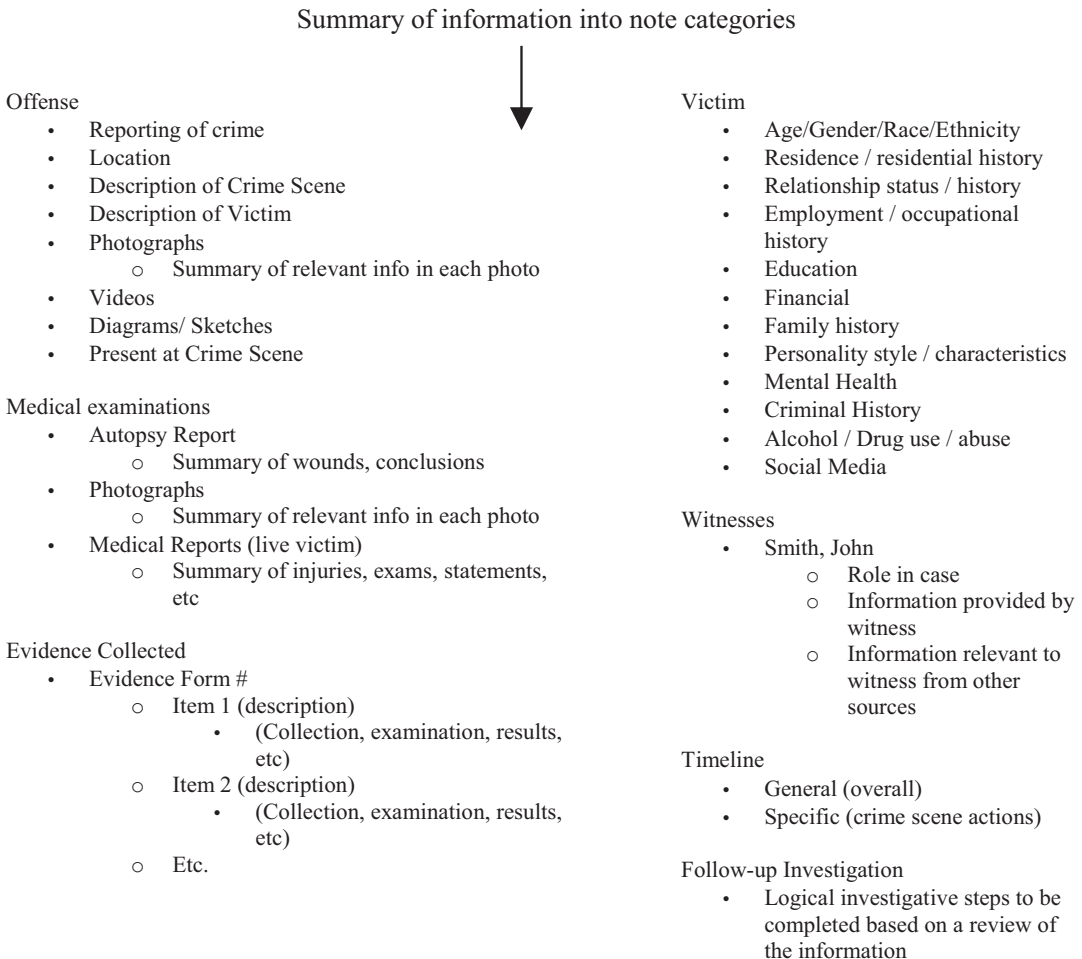 Summary of information into note categories
Offense
• Reporting of crime
• Location
• Description of Crime Scene
• Description of Victim
• Photographs
o Summary of relevant info in each photo
• Videos
• Diagrams/ Sketches
• Present at Crime Scene
Medical examinations
• Autopsy Report
o Summary of wounds, conclusions
• Photographs
o Summary of relevant info in each photo
• Medical Reports (live victim)
o Summary of injuries, exams, statements,
etc
Evidence Collected
• Evidence Form #
o Item 1 (description)
• (Collection, examination, results,
etc)
o Item 2 (description)
• (Collection, examination, results,
etc)
o Etc.
Victim
• Age/Gender/Race/Ethnicity
• Residence / residential history
• Relationship status / history
• Employment / occupational
history
• Education
• Financial
• Family history
• Personality style / characteristics
• Mental Health
• Criminal History
• Alcohol / Drug use / abuse
• Social Media
Witnesses
• Smith, John
o Role in case
o Information provided by
witness
o Information relevant to
witness from other
sources
Timeline
• General (overall)
• Specific (crime scene actions)
Follow-up Investigation
• Logical investigative steps to be
completed based on a review of
the information